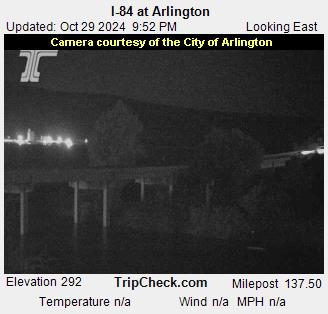 I-84 at Arlington
Updated: Oct 29 2024 9:52 PM Looking East
Camera courtesy of the City of Arlington
Elevation 292 TripCheck.com Milepost 137.50
Temperature n/a Wind n/a MPH n/a